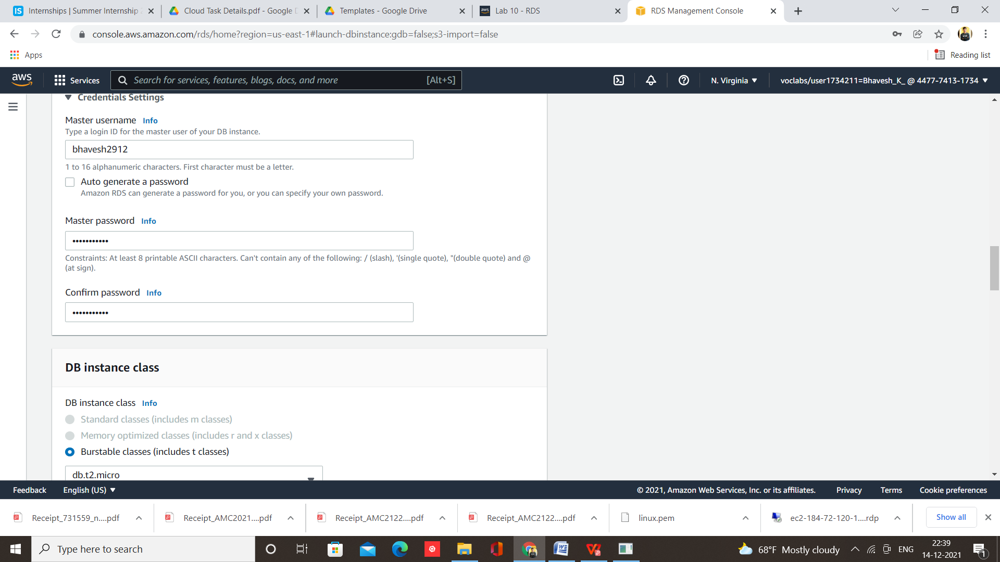 IS Internships | Summer Internship
Cloud Task Details.pdf - Google D
Templates - Google Drive
aws Lab 10 - RDS
RDS Management Console
console.aws.amazon.com/rds/home?region=us-east-1#launch-dbinstance:gdb=false;s3-import=false
Apps
Reading list
aws
Services
Search for services, features, blogs, docs, and more [Alt+S]
N. Virginia
voclabs/user1734211=Bhavesh_K_ @ 4477-7413-1734
Credentials Settings
Master username Info
Type a login ID for the master user of your DB instance.
bhavesh2912
1 to 16 alphanumeric characters. First character must be a letter.
Auto generate a password
Amazon RDS can generate a password for you, or you can specify your own password.
Master password Info
•••••••••••
Constraints: At least 8 printable ASCII characters. Can't contain any of the following: / (slash), '(single quote), "(double quote) and @
(at sign).
Confirm password Info
•••••••••••
DB instance class
DB instance class Info
Standard classes (includes m classes)
Memory optimized classes (includes r and x classes)
Burstable classes (includes t classes)
db.t2.micro
Feedback
English (US)
© 2021, Amazon Web Services, Inc. or its affiliates.
Privacy
Terms
Cookie preferences
Receipt_731559_n....pdf
Receipt_AMC2021....pdf
Receipt_AMC2122....pdf
Receipt_AMC2122....pdf
linux.pem
ec2-184-72-120-1....rdp
Show all
Type here to search
68°F Mostly cloudy
ENG
22:39
14-12-2021
1